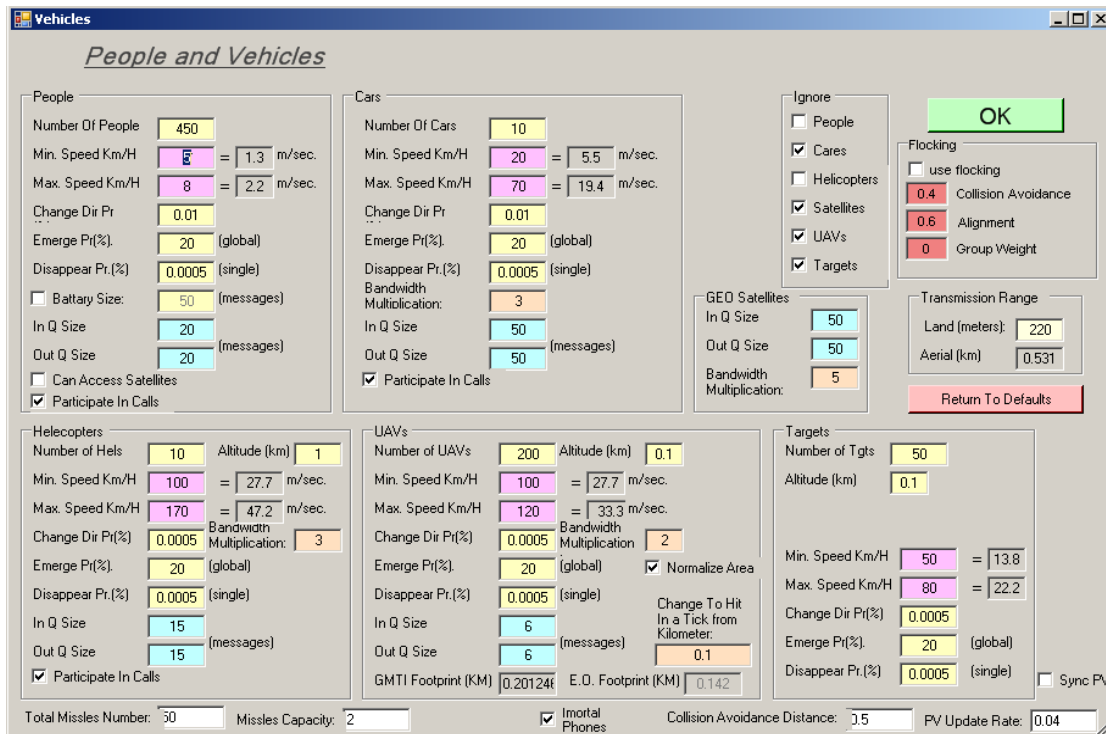 Vehicles
People and Vehicles
People
Number Of People 450
Min. Speed Km/H 5 = 1.3 m/sec.
Max. Speed Km/H 8 = 2.2 m/sec.
Change Dir Pr 0.01
Emerge Pr(%). 20 (global)
Disappear Pr.(%) 0.0005 (single)
Battary Size: 50 (messages)
In Q Size 20
Out Q Size 20 (messages)
Can Access Satellites
Participate In Calls
Cars
Number Of Cars 10
Min. Speed Km/H 20 = 5.5 m/sec.
Max. Speed Km/H 70 = 19.4 m/sec.
Change Dir Pr 0.01
Emerge Pr(%). 20 (global)
Disappear Pr.(%) 0.0005 (single)
Bandwidth
Multiplication: 3
In Q Size 50
Out Q Size 50 (messages)
Participate In Calls
Ignore
People
Cares
Helicopters
Satellites
UAVs
Targets
OK
Flocking
use flocking
0.4 Collision Avoidance
0.6 Alignment
0 Group Weight
GEO Satellites
In Q Size 50
Out Q Size 50
Bandwidth
Multiplication: 5
Transmission Range
Land (meters): 220
Aerial (km) 0.531
Return To Defaults
Helecopters
Number of Hels 10 Altitude (km) 1
Min. Speed Km/H 100 = 27.7 m/sec.
Max. Speed Km/H 170 = 47.2 m/sec.
Change Dir Pr(%) 0.0005 Bandwidth
Multiplication: 3
Emerge Pr(%). 20 (global)
Disappear Pr.(%) 0.0005 (single)
In Q Size 15
Out Q Size 15 (messages)
Participate In Calls
UAVs
Number of UAVs 200 Altitude (km) 0.1
Min. Speed Km/H 100 = 27.7 m/sec.
Max. Speed Km/H 120 = 33.3 m/sec.
Change Dir Pr(%) 0.0005 Bandwidth
Multiplication 2
Emerge Pr(%). 20 (global)
Normalize Area
Disappear Pr.(%) 0.0005 (single)
In Q Size 6
Out Q Size 6 (messages)
Change To Hit
In a Tick from
Kilometer:
0.1
GMTI Footprint (KM) 0.201246 E.O. Footprint (KM) 0.142
Targets
Number of Tgts 50
Altitude (km) 0.1
Min. Speed Km/H 50 = 13.8
Max. Speed Km/H 80 = 22.2
Change Dir Pr(%) 0.0005
Emerge Pr(%). 20 (global)
Disappear Pr.(%) 0.0005 (single)
Sync PV
Total Missles Number: 50
Missles Capacity: 2
Imortal
Phones
Collision Avoidance Distance: 0.5
PV Update Rate: 0.04